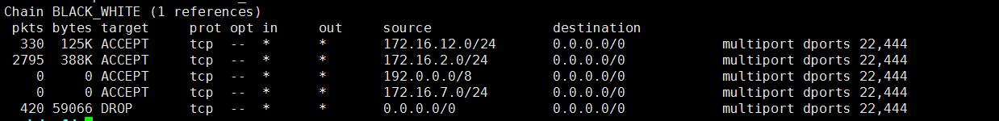 Chain BLACK_WHITE (1 references)
 pkts bytes target     prot opt in     out     source               destination
  330  125K ACCEPT     tcp  --  *      *       172.16.12.0/24       0.0.0.0/0            multiport dports 22,444
 2795  388K ACCEPT     tcp  --  *      *       172.16.2.0/24        0.0.0.0/0            multiport dports 22,444
    0     0 ACCEPT     tcp  --  *      *       192.0.0.0/8          0.0.0.0/0            multiport dports 22,444
    0     0 ACCEPT     tcp  --  *      *       172.16.7.0/24        0.0.0.0/0            multiport dports 22,444
  420 59066 DROP       tcp  --  *      *       0.0.0.0/0            0.0.0.0/0            multiport dports 22,444